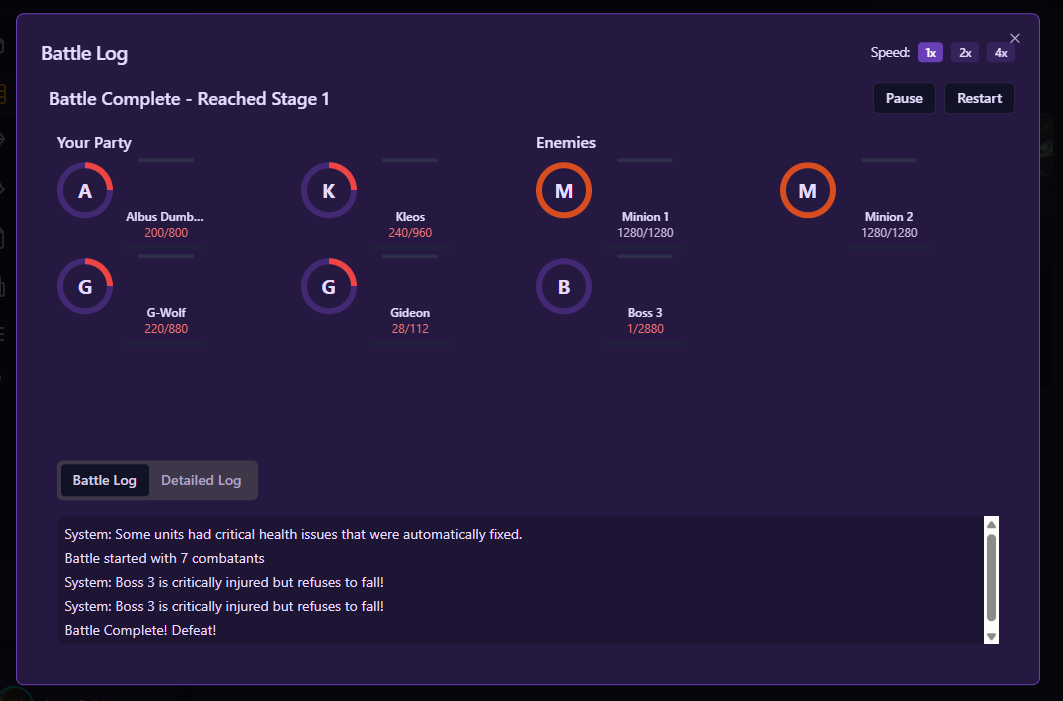 Battle Log
Speed: 1x 2x 4x
Battle Complete - Reached Stage 1
Pause Restart
Your Party
A
Albus Dumb...
200/800
K
Kleos
240/960
G
G-Wolf
220/880
G
Gideon
28/112
Enemies
M
Minion 1
1280/1280
M
Minion 2
1280/1280
B
Boss 3
1/2880
Battle Log Detailed Log
System: Some units had critical health issues that were automatically fixed.
Battle started with 7 combatants
System: Boss 3 is critically injured but refuses to fall!
System: Boss 3 is critically injured but refuses to fall!
Battle Complete! Defeat!